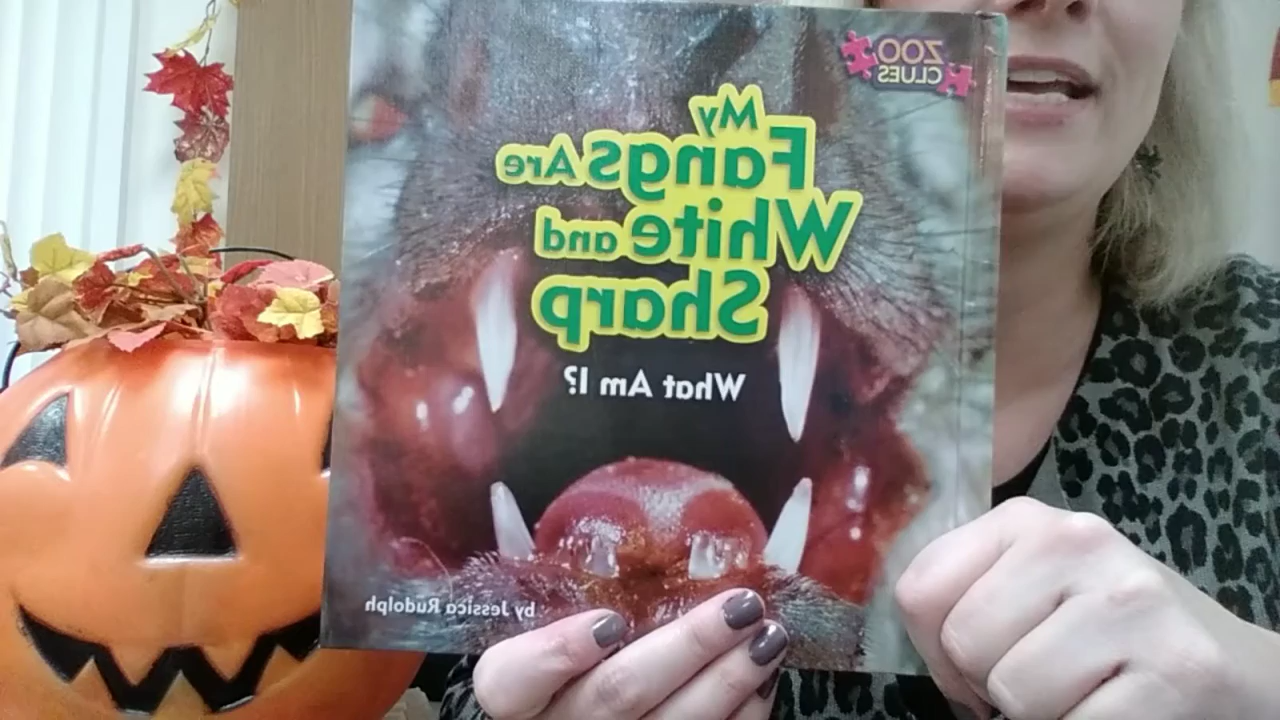 ZOO
CLUES
My
Fangs Are
White and
Sharp
What Am I?
by Jessica Rudolph